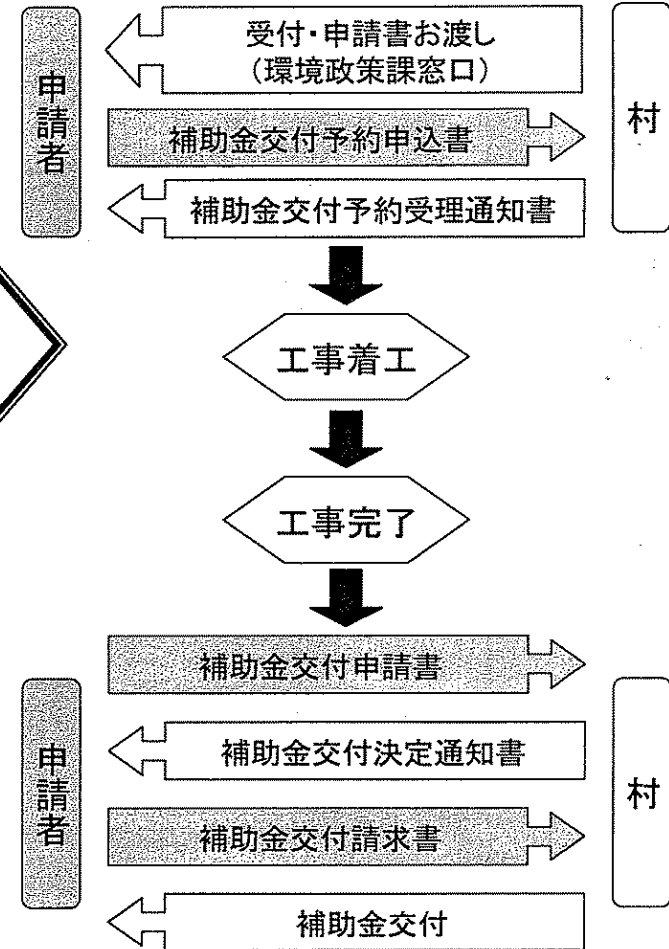 申請者
受付・申請書お渡し
（環境政策課窓口）
村
補助金交付予約申込書
補助金交付予約受理通知書
工事着工
工事完了
申請者
補助金交付申請書
村
補助金交付決定通知書
補助金交付請求書
補助金交付